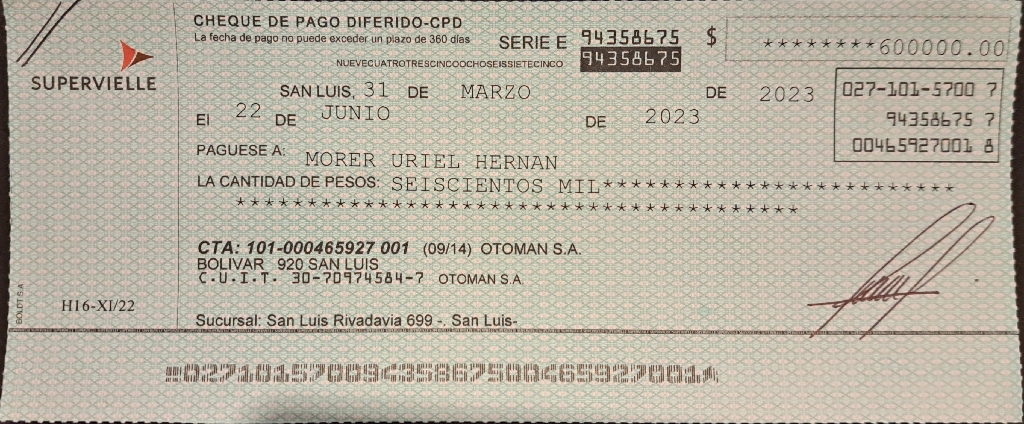 CHEQUE DE PAGO DIFERIDO-CPD
La fecha de pago no puede exceder un plazo de 360 días
SERIE E 94358675 $ ********600000.00
94358675
NUEVECUATROTRESCINCOOCHOSEISSIETECINCO
SUPERVIELLE
SAN LUIS, 31 DE MARZO DE 2023
027-101-5700 7
El 22 DE JUNIO DE 2023
94358675 7
00465927001 8
PAGUESE A: MORER URIEL HERNAN
LA CANTIDAD DE PESOS: SEISCIENTOS MIL***************************
******************************************
CTA: 101-000465927 001 (09/14) OTOMAN S.A.
BOLIVAR 920 SAN LUIS
C.U.I.T. 30-70974584-7 OTOMAN S.A.
BOLDT S.A
H16-XI/22
Sucursal: San Luis Rivadavia 699 -. San Luis-
02710157009435867500465927001